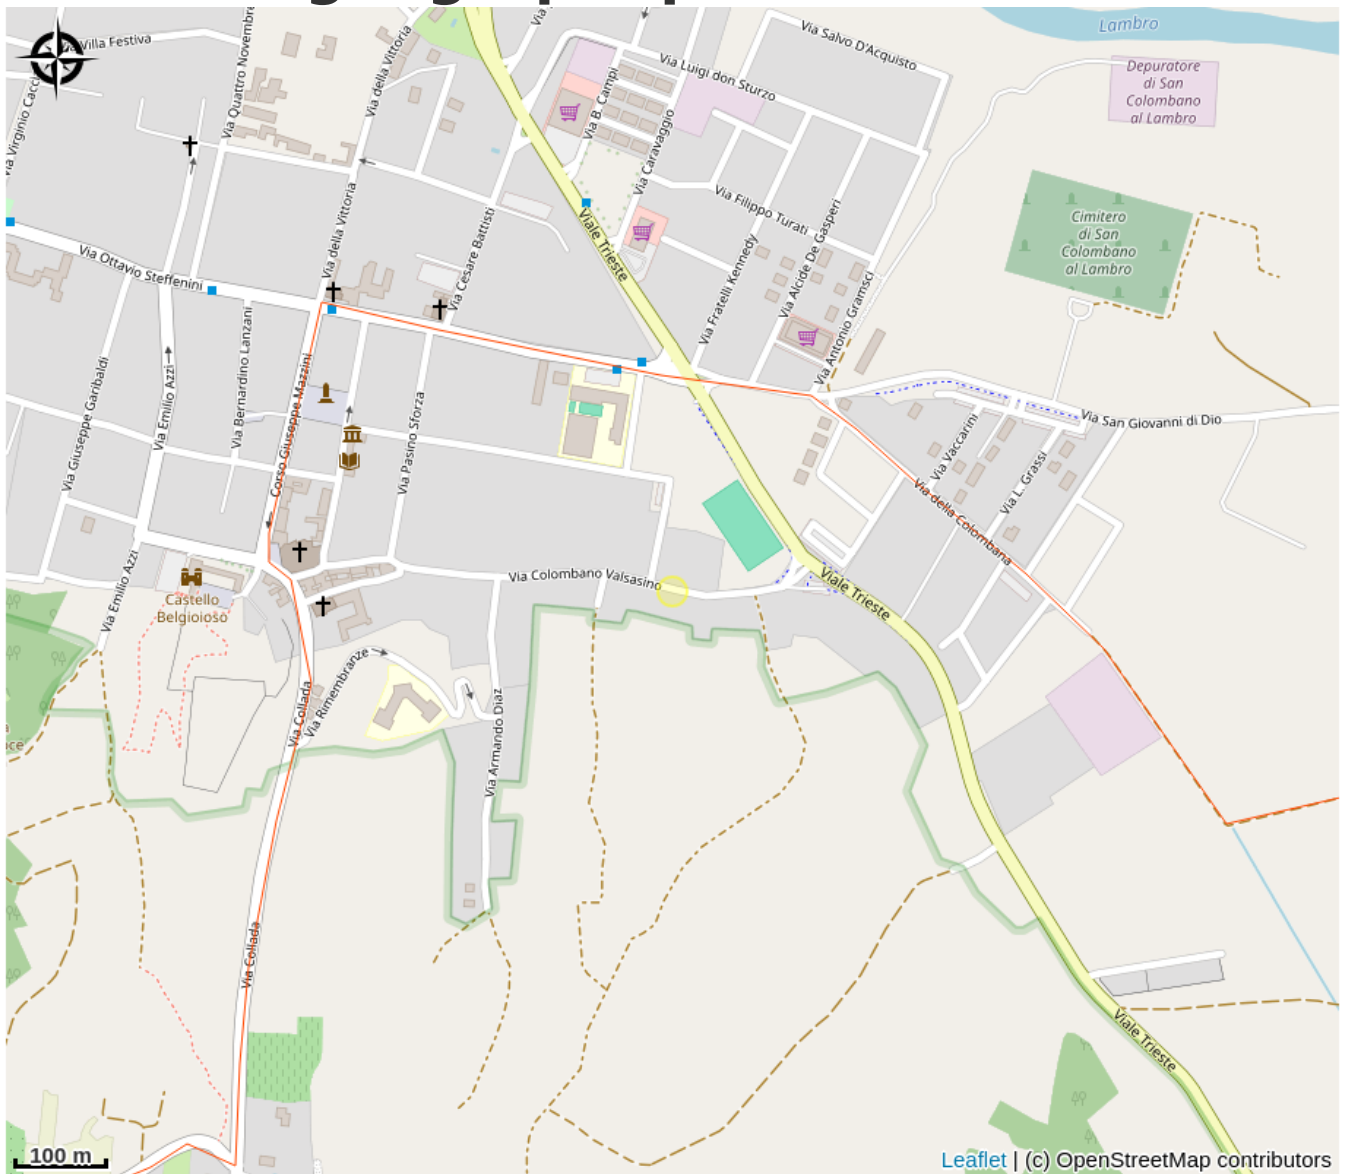 Lambro
Via Villa Festiva
Via Quattro Novembre
Via della Vittoria
Via B. Campi
Via Luigi don Sturzo
Via Salvo D'Acquisto
Depuratore
di San
Colombano
al Lambro
Via Caravaggio
Via della Vittoria
Via Cesare Battisti
Viale Trieste
Via Filippo Turati
Via Fratelli Kennedy
Via Alcide De Gasperi
Via Antonio Gramsci
Cimitero
di San
Colombano
al Lambro
Via Ottavio Steffenini
Via Giuseppe Garibaldi
Via Emilio Azzi
Via Bernardino Lanzani
Corso Giuseppe Mazzini
Via Pasino Sforza
Via San Giovanni di Dio
Via Vaccarini
Via L. Grassi
Via della Colombana
Via Emilio Azzi
Castello
Belgioioso
Via Colombano Valsasino
Viale Trieste
Via Collada
Via Rimembranze
Via Armando Diaz
Via Collada
Viale Trieste
100 m
Leaflet | (c) OpenStreetMap contributors